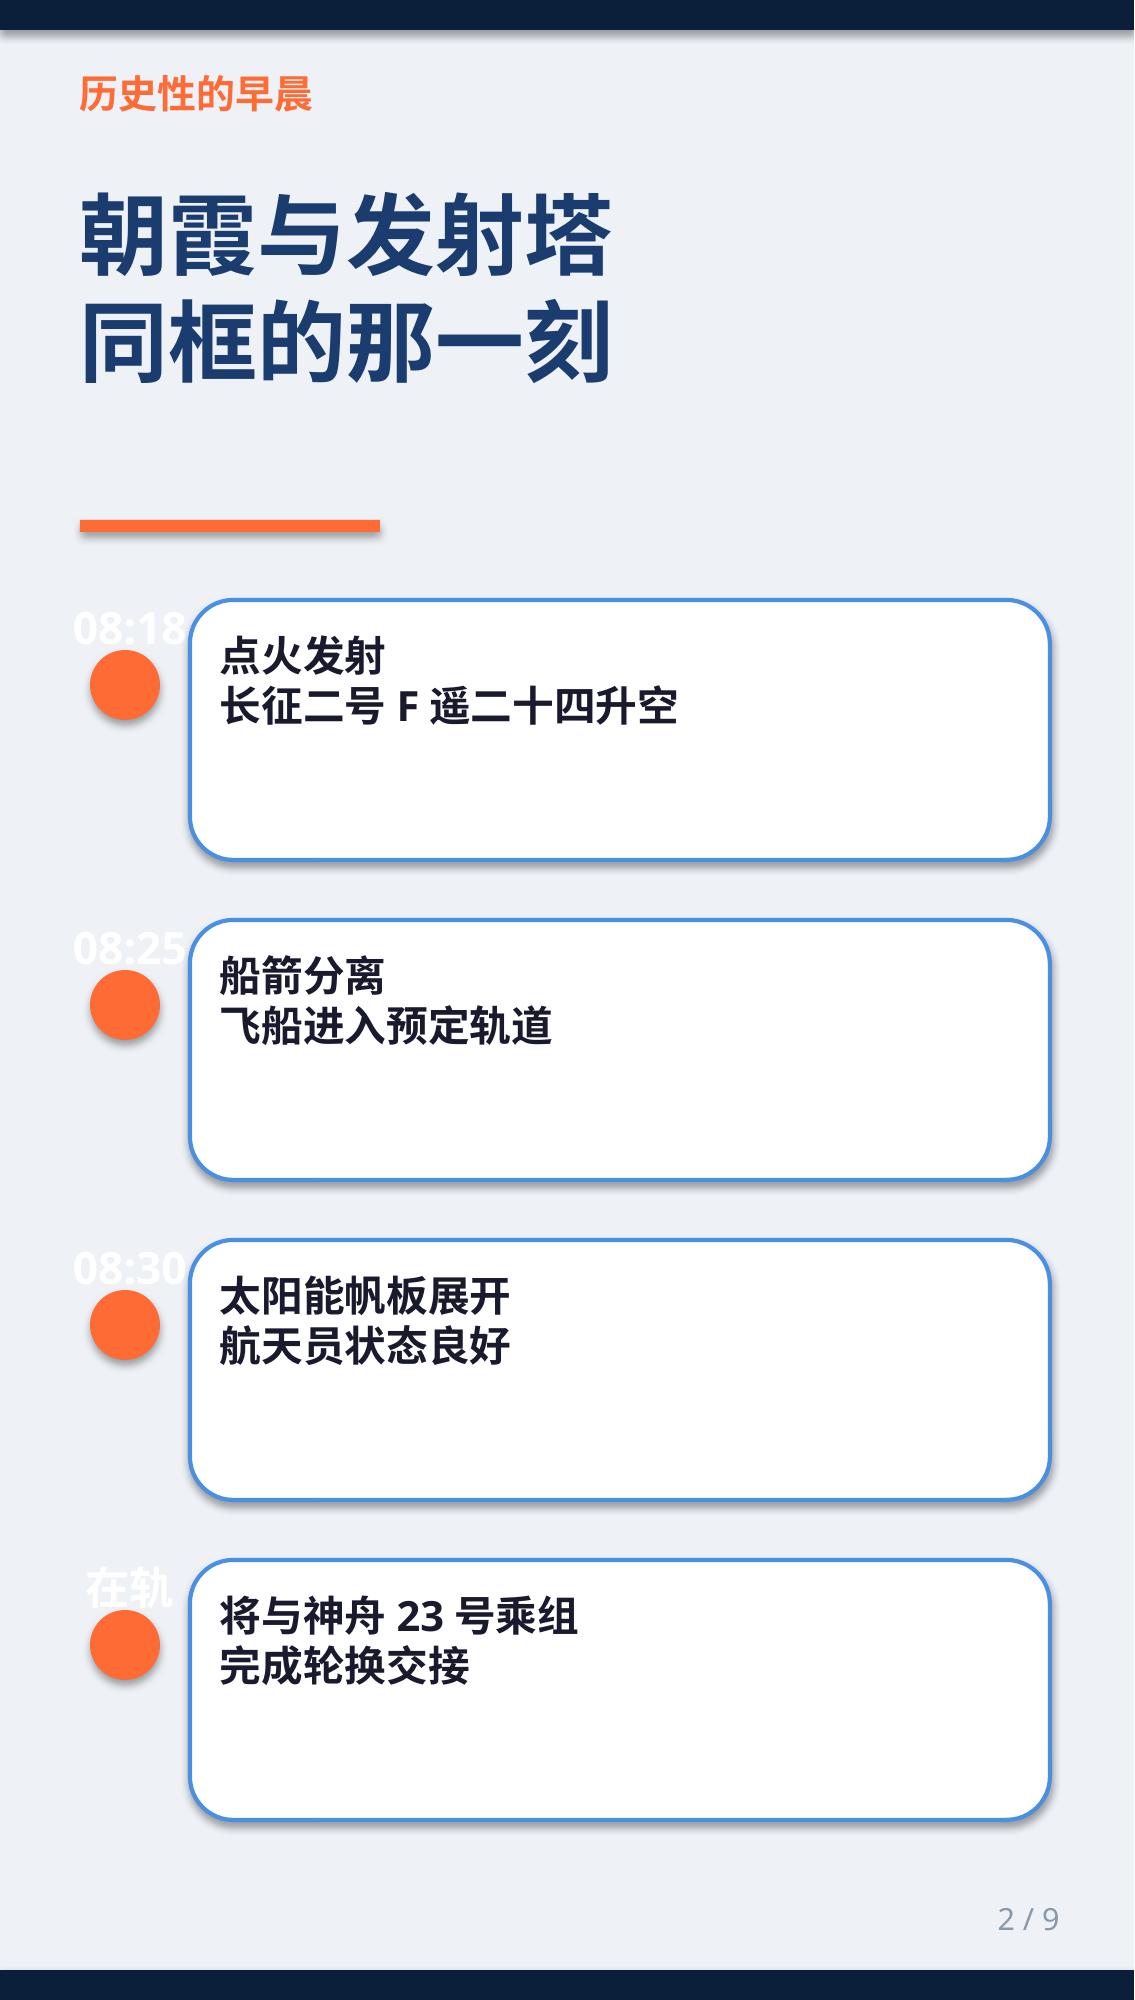 历史性的早晨
朝霞与发射塔
同框的那一刻
08:18
点火发射
长征二号 F 遥二十四升空
08:25
船箭分离
飞船进入预定轨道
08:30
太阳能帆板展开
航天员状态良好
在轨
将与神舟 23 号乘组
完成轮换交接
2 / 9